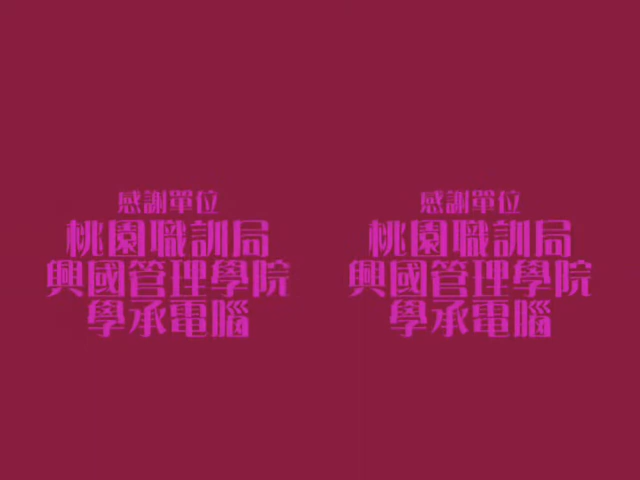 感謝單位 感謝單位
桃園職訓局 桃園職訓局
興國管理學院 興國管理學院
學承電腦 學承電腦